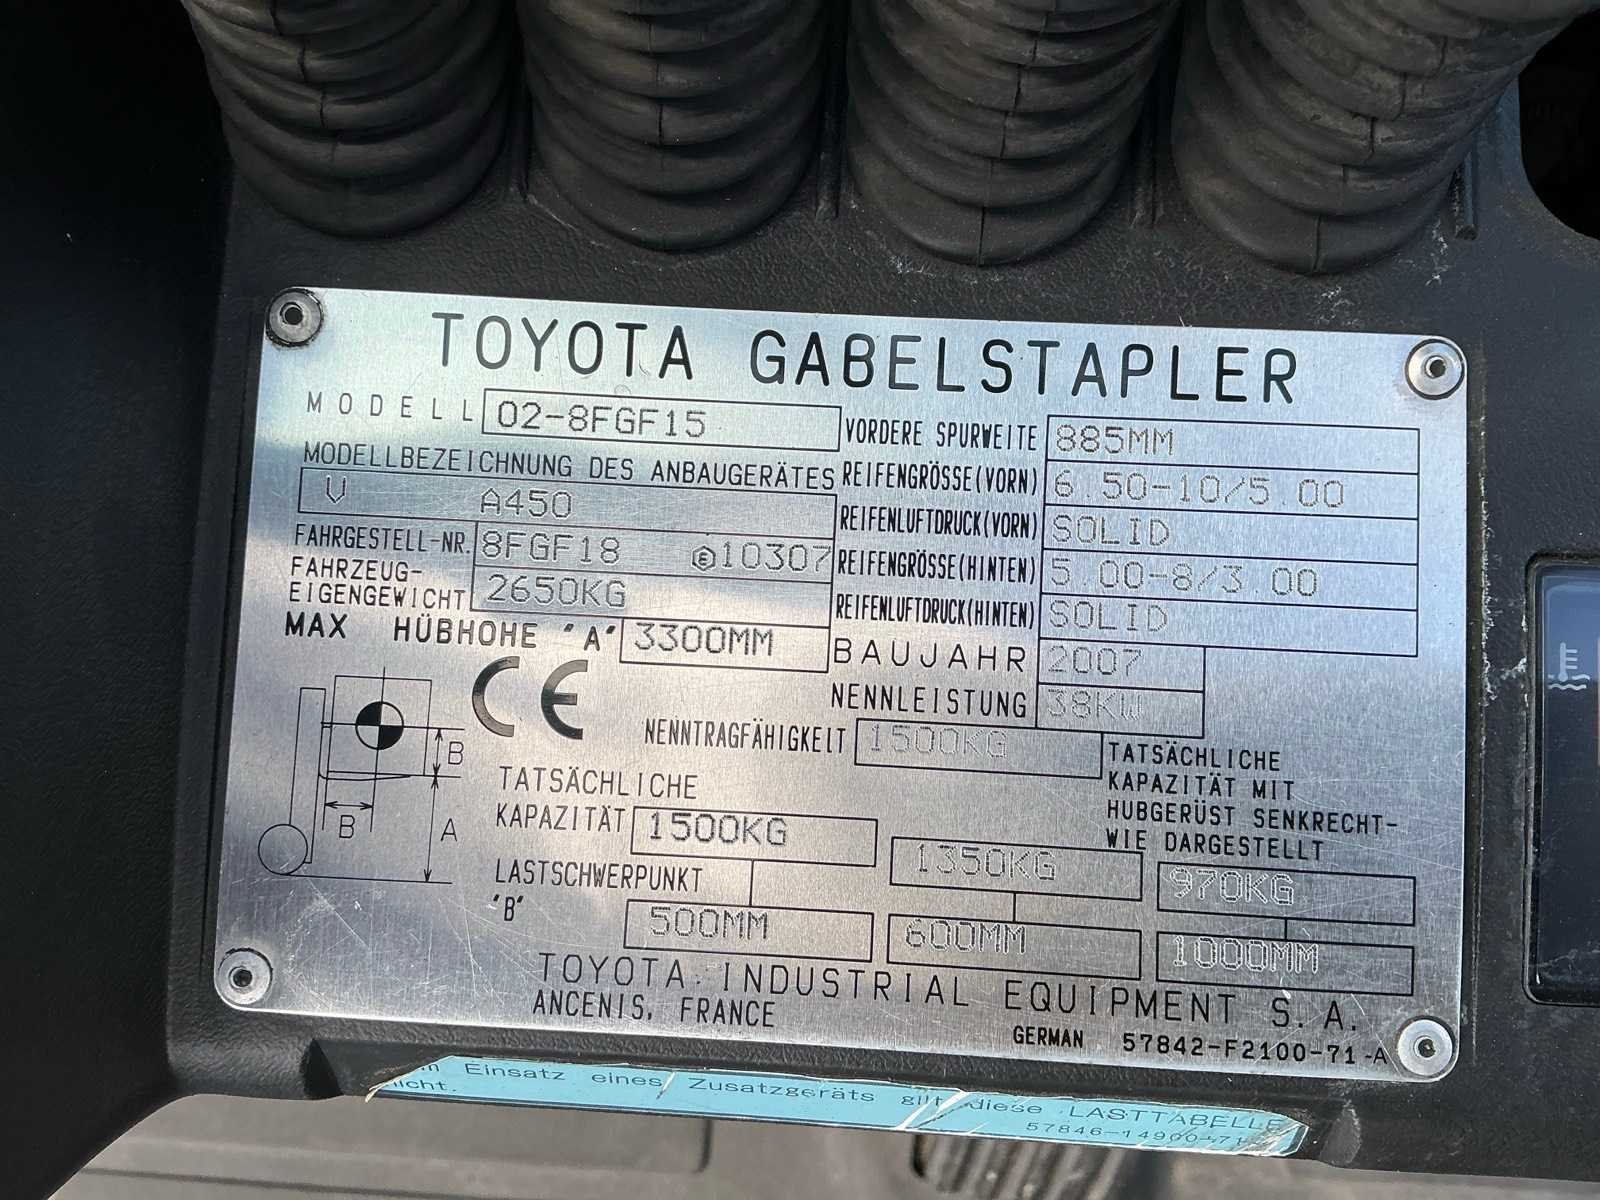 TOYOTA GABELSTAPLER
MODELL 02-8FGF15
MODELLBEZEICHNUNG DES ANBAUGERÄTES
V A450
FAHRGESTELL-NR. 8FGF18 Ⓔ10307
FAHRZEUG-
EIGENGEWICHT 2650KG
MAX HÜBHOHE "A" 3300MM
VORDERE SPURWEITE 885MM
REIFENGRÖSSE(VORN) 6.50-10/5.00
REIFENLUFTDRUCK(VORN) SOLID
REIFENGRÖSSE(HINTEN) 5.00-8/3.00
REIFENLUFTDRUCK(HINTEN) SOLID
BAUJAHR 2007
NENNLEISTUNG 38KW
CE
NENNTRAGFÄHIGKEIT 1500KG
TATSÄCHLICHE
KAPAZITÄT MIT
HUBGERÜST SENKRECHT-
WIE DARGESTELLT
B
B
A
TATSÄCHLICHE
KAPAZITÄT 1500KG 1350KG 970KG
LASTSCHWERPUNKT
"B" 500MM 600MM 1000MM
TOYOTA INDUSTRIAL EQUIPMENT S.A.
ANCENIS, FRANCE
GERMAN 57842-F2100-71-A
Einsatz eines Zusatzgeräts gilt diese LASTTABELLE
nicht.
57846-14900-71